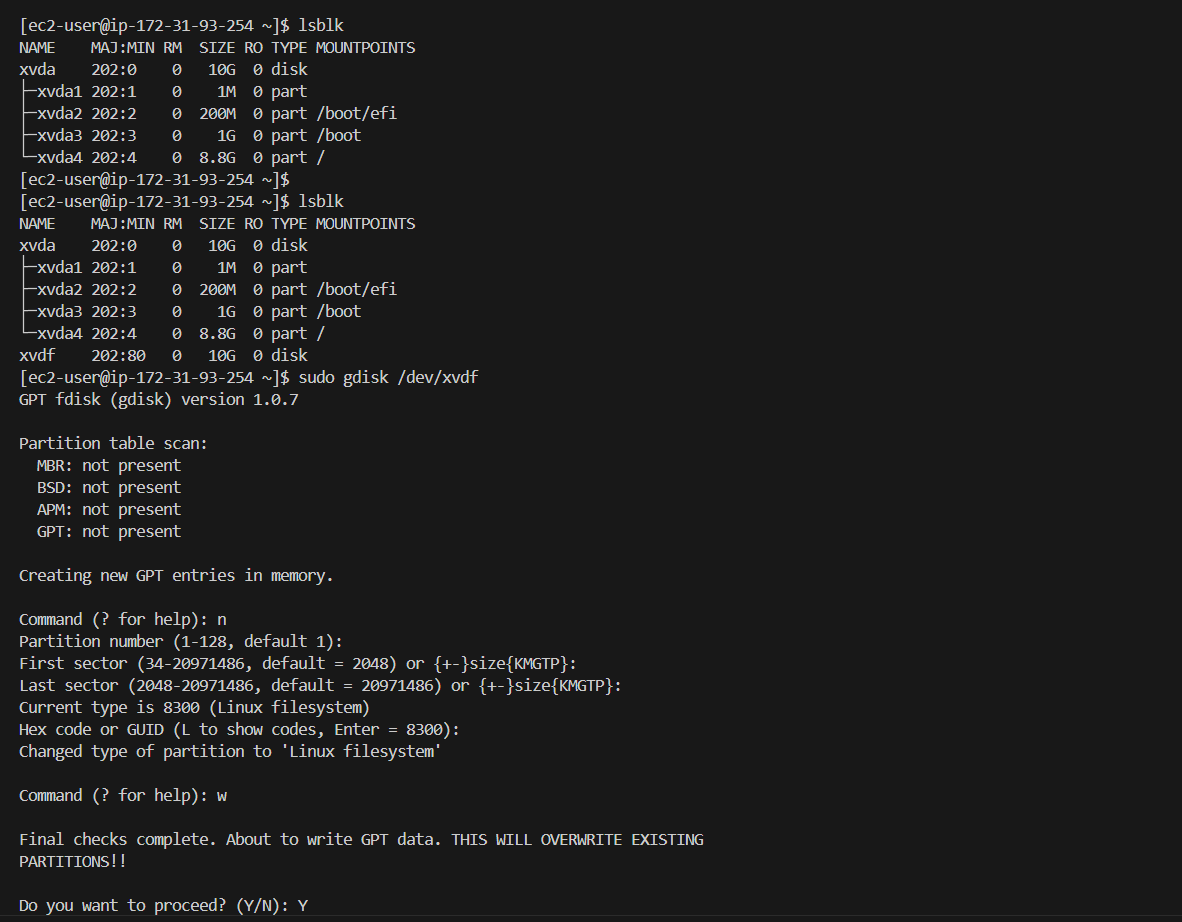 [ec2-user@ip-172-31-93-254 ~]$ lsblk
NAME    MAJ:MIN RM  SIZE RO TYPE MOUNTPOINTS
xvda    202:0    0   10G  0 disk
├─xvda1 202:1    0    1M  0 part
├─xvda2 202:2    0  200M  0 part /boot/efi
├─xvda3 202:3    0    1G  0 part /boot
└─xvda4 202:4    0  8.8G  0 part /
[ec2-user@ip-172-31-93-254 ~]$
[ec2-user@ip-172-31-93-254 ~]$ lsblk
NAME    MAJ:MIN RM  SIZE RO TYPE MOUNTPOINTS
xvda    202:0    0   10G  0 disk
├─xvda1 202:1    0    1M  0 part
├─xvda2 202:2    0  200M  0 part /boot/efi
├─xvda3 202:3    0    1G  0 part /boot
└─xvda4 202:4    0  8.8G  0 part /
xvdf    202:80   0   10G  0 disk
[ec2-user@ip-172-31-93-254 ~]$ sudo gdisk /dev/xvdf
GPT fdisk (gdisk) version 1.0.7

Partition table scan:
  MBR: not present
  BSD: not present
  APM: not present
  GPT: not present

Creating new GPT entries in memory.

Command (? for help): n
Partition number (1-128, default 1):
First sector (34-20971486, default = 2048) or {+-}size{KMGTP}:
Last sector (2048-20971486, default = 20971486) or {+-}size{KMGTP}:
Current type is 8300 (Linux filesystem)
Hex code or GUID (L to show codes, Enter = 8300):
Changed type of partition to 'Linux filesystem'

Command (? for help): w

Final checks complete. About to write GPT data. THIS WILL OVERWRITE EXISTING
PARTITIONS!!

Do you want to proceed? (Y/N): Y